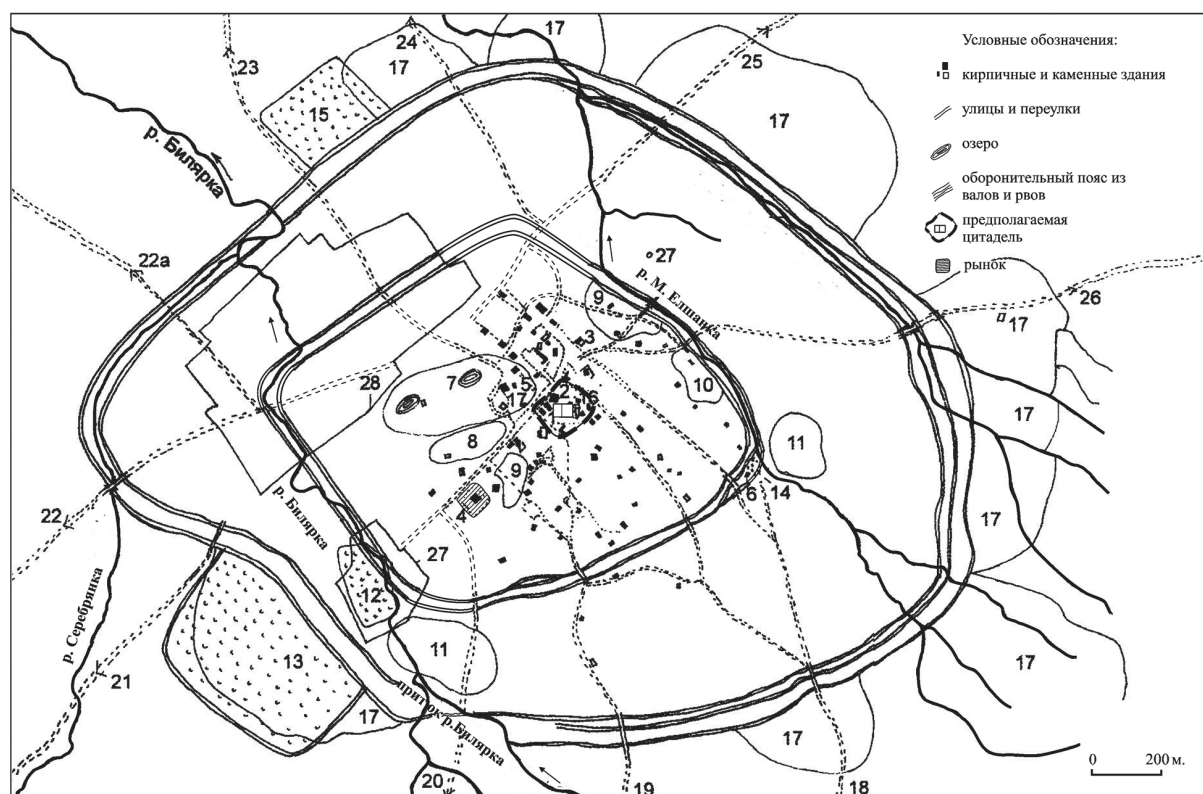 Условные обозначения:
кирпичные и каменные здания
улицы и переулки
озеро
оборонительный пояс из
валов и рвов
предполагаемая
цитадель
рынок
17
24
17
23
25
15
17
р. Билярка
22а
27
26
17
9
р. М. Елшанка
3
28
7
5
17
2
16
10
8
9
11
17
4
6
14
22
р. Билярка
27
17
12
р. Серебрянка
13
11
21
17
приток р. Билярка
17
17
20
19
18
0 200 м.